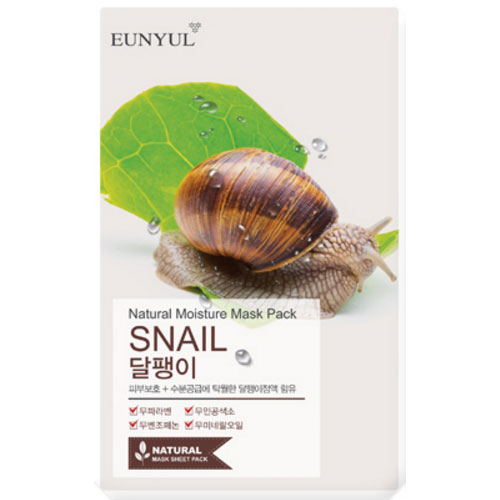 EUNYUL
Natural Moisture Mask Pack
SNAIL
달팽이
피부보호 + 수분공급에 탁월한 달팽이점액 함유
무파라벤 무인공색소
무벤조페논 무미네랄오일
NATURAL
MASK SHEET PACK